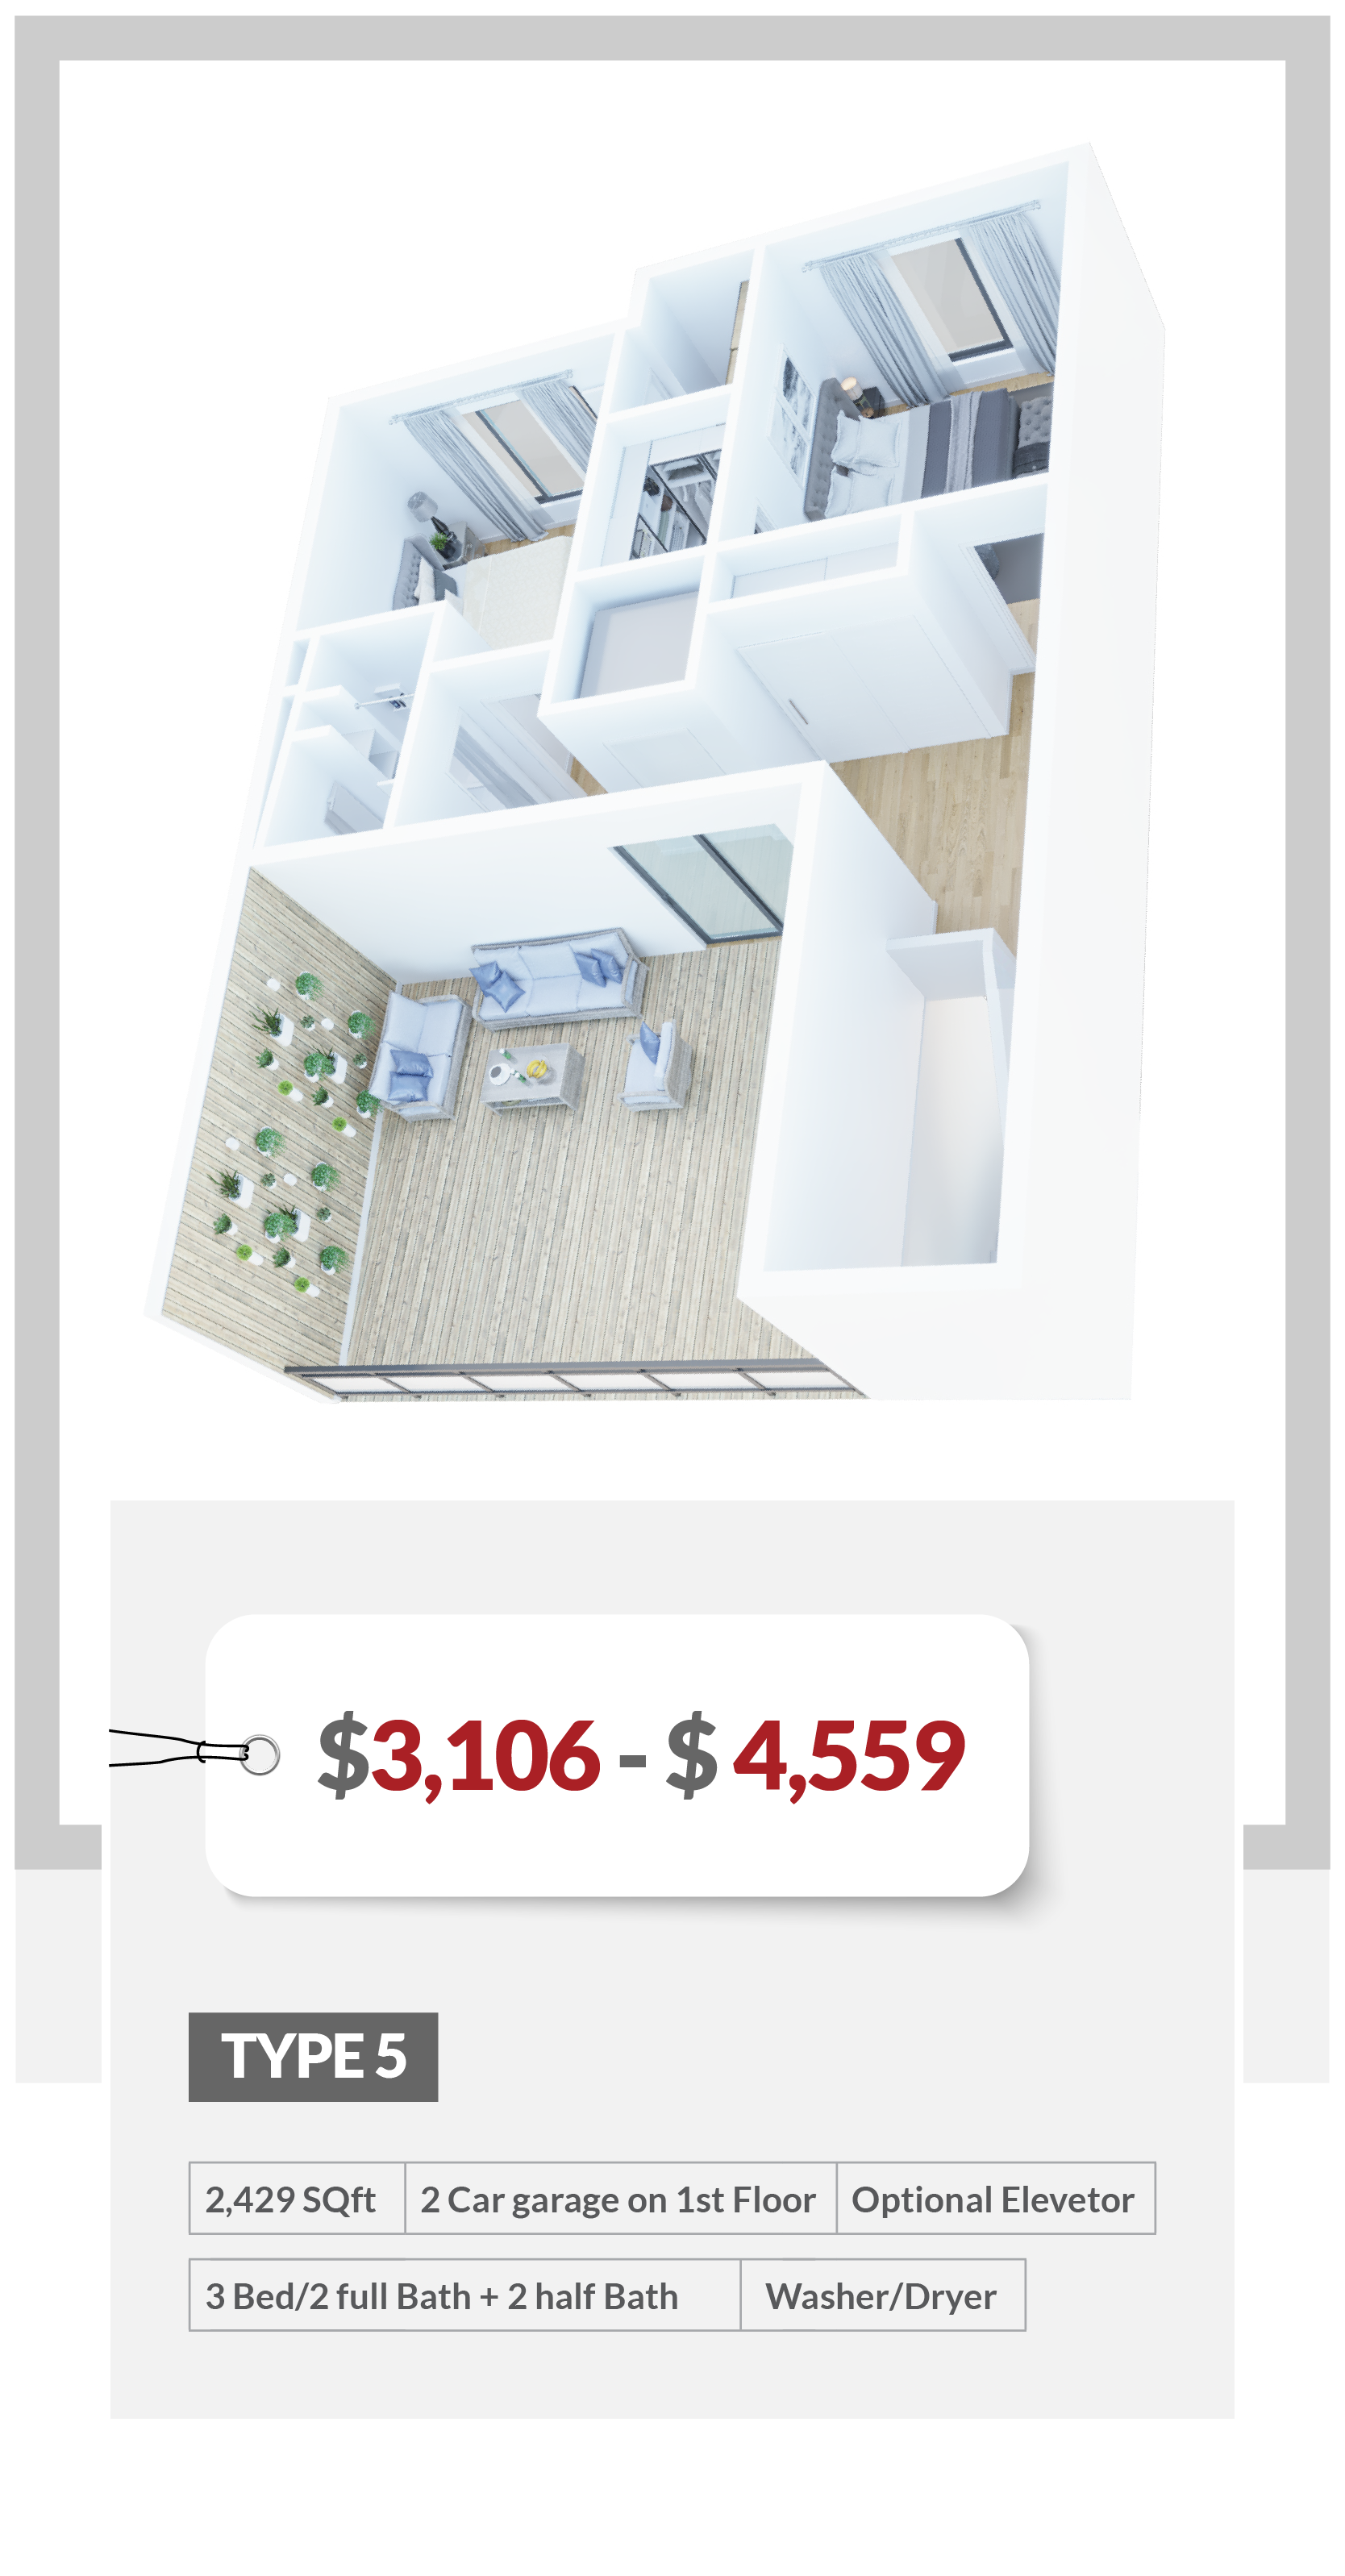 $3,106 - $ 4,559
TYPE 5
2,429 SQft 2 Car garage on 1st Floor Optional Elevetor
3 Bed/2 full Bath + 2 half Bath Washer/Dryer